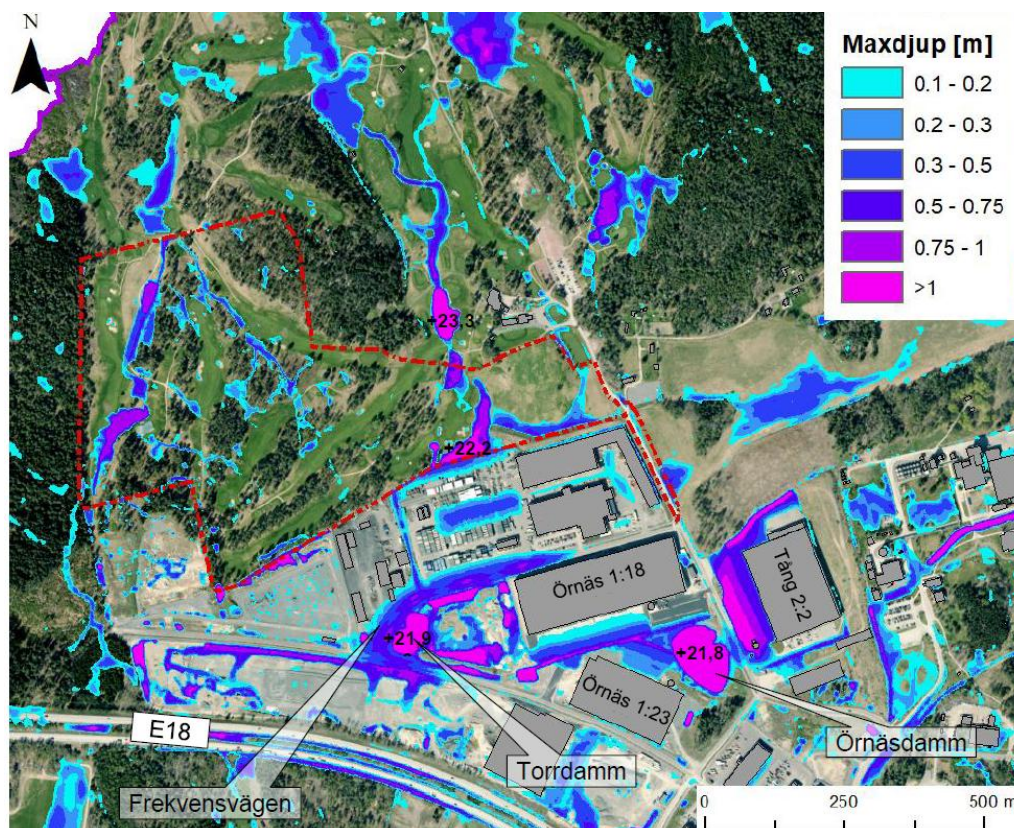 N
Maxdjup [m]
0.1 - 0.2
0.2 - 0.3
0.3 - 0.5
0.5 - 0.75
0.75 - 1
>1
+23,3
+22,2
Örnäs 1:18
Tång 2:2
+21,9
+21,8
Örnäs 1:23
E18
Örnäsdamm
Torrdamm
Frekvensvägen
0 250 500 m